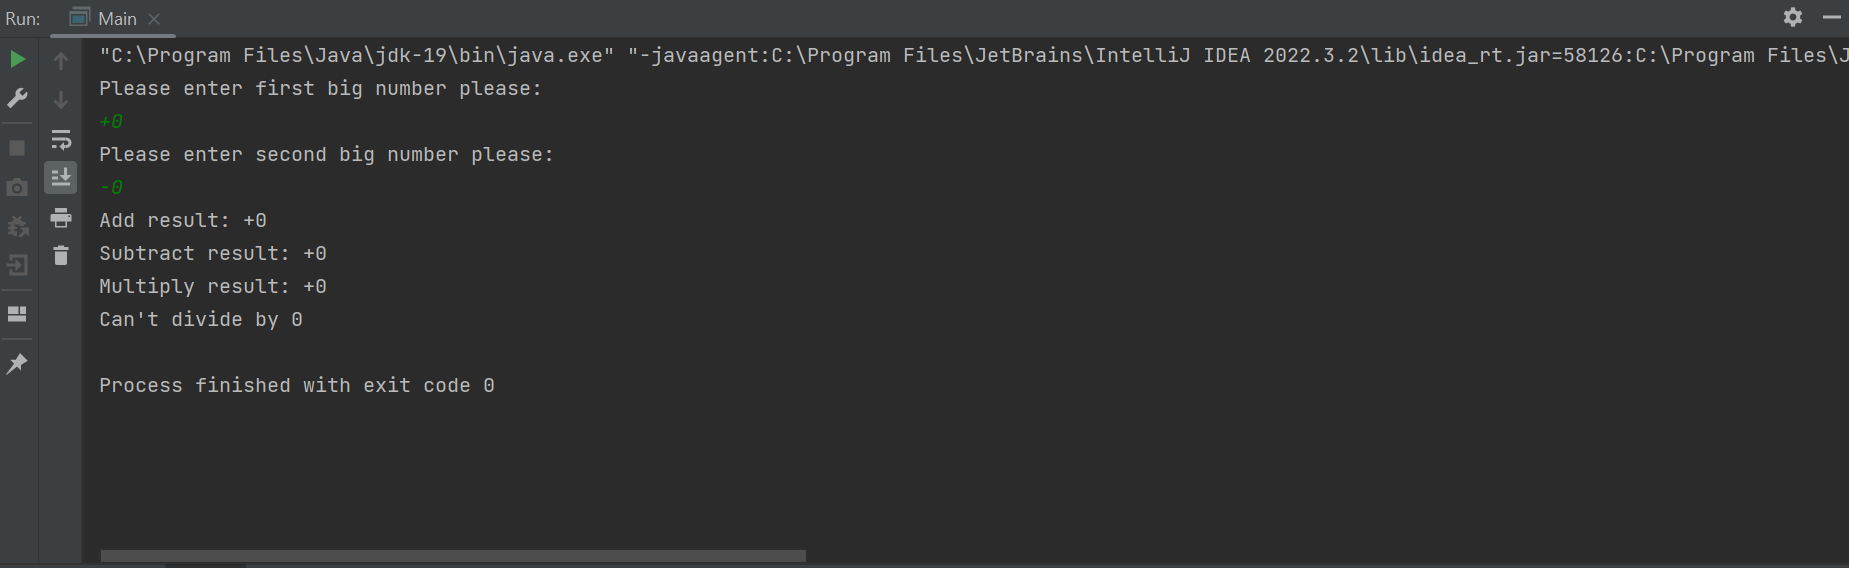 Run: Main
"C:\Program Files\Java\jdk-19\bin\java.exe" "-javaagent:C:\Program Files\JetBrains\IntelliJ IDEA 2022.3.2\lib\idea_rt.jar=58126:C:\Program Files\J
Please enter first big number please:
+0
Please enter second big number please:
-0
Add result: +0
Subtract result: +0
Multiply result: +0
Can't divide by 0
Process finished with exit code 0